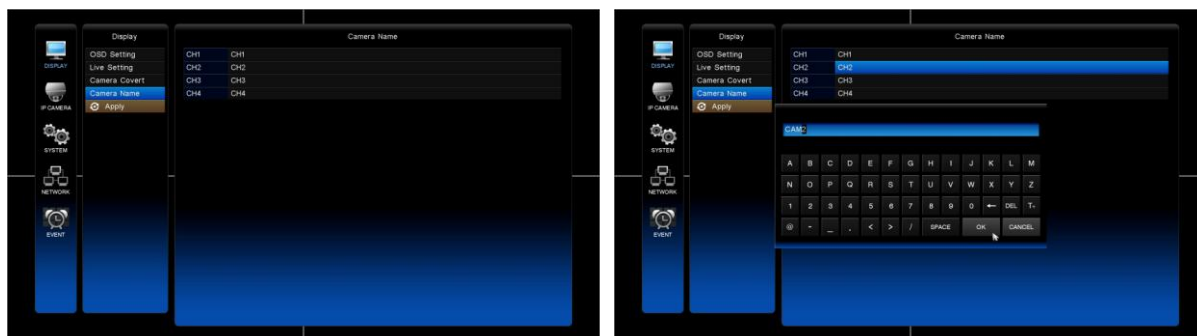 Display
Camera Name
DISPLAY
OSD Setting
CH1 CH1
Live Setting
CH2 CH2
Camera Covert
CH3 CH3
IP CAMERA
Camera Name
CH4 CH4
Apply
SYSTEM
NETWORK
EVENT
Display
Camera Name
DISPLAY
OSD Setting
CH1 CH1
Live Setting
CH2 CH2
Camera Covert
CH3 CH3
IP CAMERA
Camera Name
CH4 CH4
Apply
SYSTEM
NETWORK
EVENT
CAM2
A B C D E F G H I J K L M
N O P Q R S T U V W X Y Z
1 2 3 4 5 6 7 8 9 0 ← DEL T-
@ - _ . < > / SPACE OK CANCEL